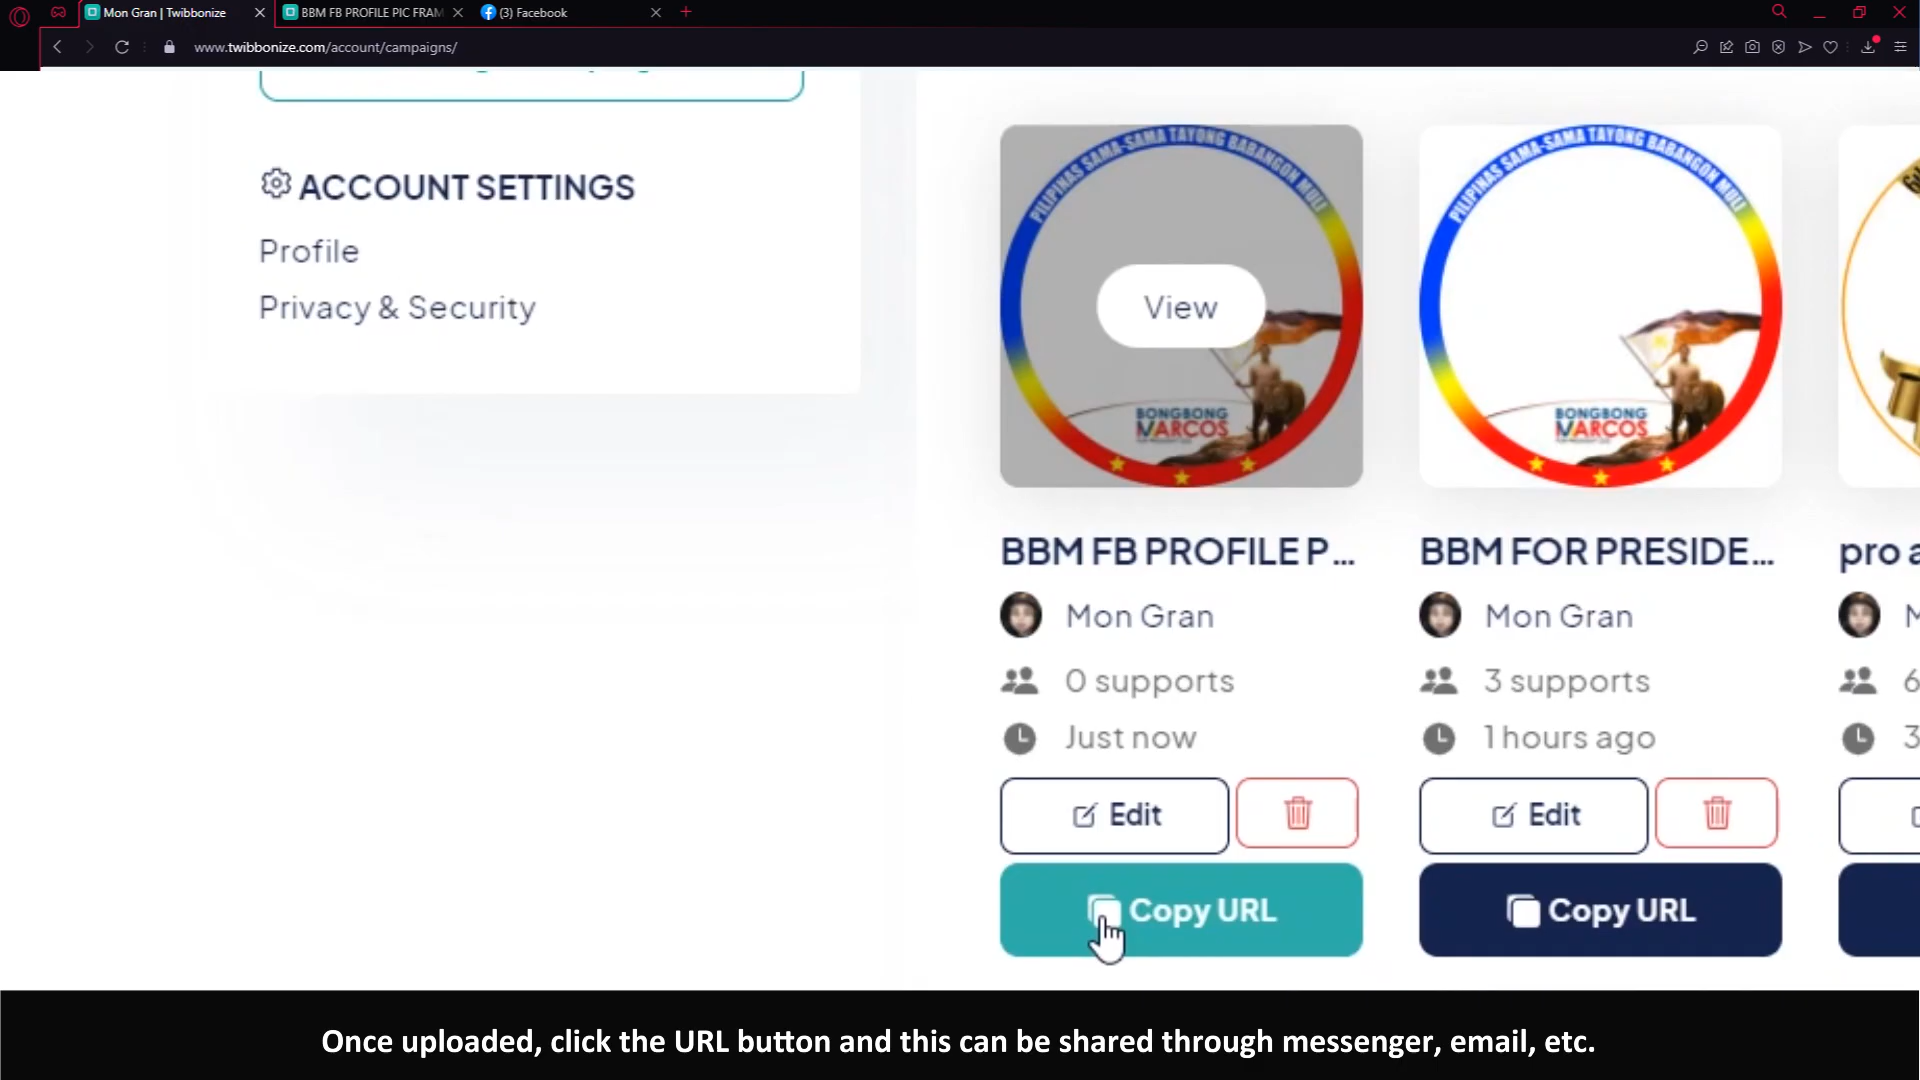 Mon Gran | Twibbonize
BBM FB PROFILE PIC FRAM
(3) Facebook
www.twibbonize.com/account/campaigns/
ACCOUNT SETTINGS
Profile
Privacy & Security
PILIPINAS SAMA-SAMA TAYONG BABANGON MULI
View
BONGBONG
MARCOS
BBM FB PROFILE P...
Mon Gran
0 supports
Just now
Edit
Copy URL
PILIPINAS SAMA-SAMA TAYONG BABANGON MULI
BONGBONG
MARCOS
BBM FOR PRESIDE...
Mon Gran
3 supports
1 hours ago
Edit
Copy URL
pro
6
3
Once uploaded, click the URL button and this can be shared through messenger, email, etc.